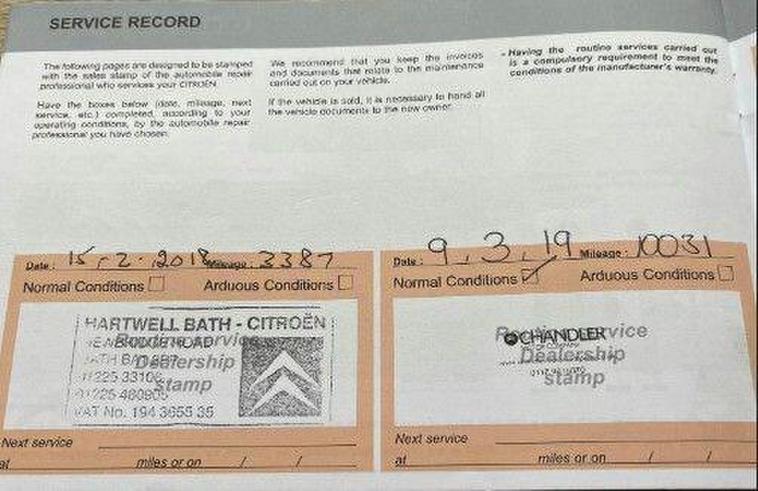 SERVICE RECORD
The following pages are designed to be stamped
with the sales stamp of the automobile repair
professional who services your CITROËN.
Have the boxes below (date, mileage, next
service, etc.) completed, according to your
operating conditions, by the automobile repair
professional you have chosen.
We recommend that you keep the invoices
and documents that relate to the maintenance
carried out on your vehicle.
If the vehicle is sold, it is necessary to hand all
the vehicle documents to the new owner.
- Having the routine services carried out
is a compulsory requirement to meet the
conditions of the manufacturer's warranty.
Date : 15-2-2018 Mileage : 3387
Normal Conditions Arduous Conditions
HARTWELL BATH - CITROËN
Routine service
Dealership
stamp
VAT No. 194 3655 35
Next service
at miles or on / /
Date : 9.3.19 Mileage : 10031
Normal Conditions Arduous Conditions
CHANDLER
Routine service
Dealership
stamp
Next service
at miles or on / /